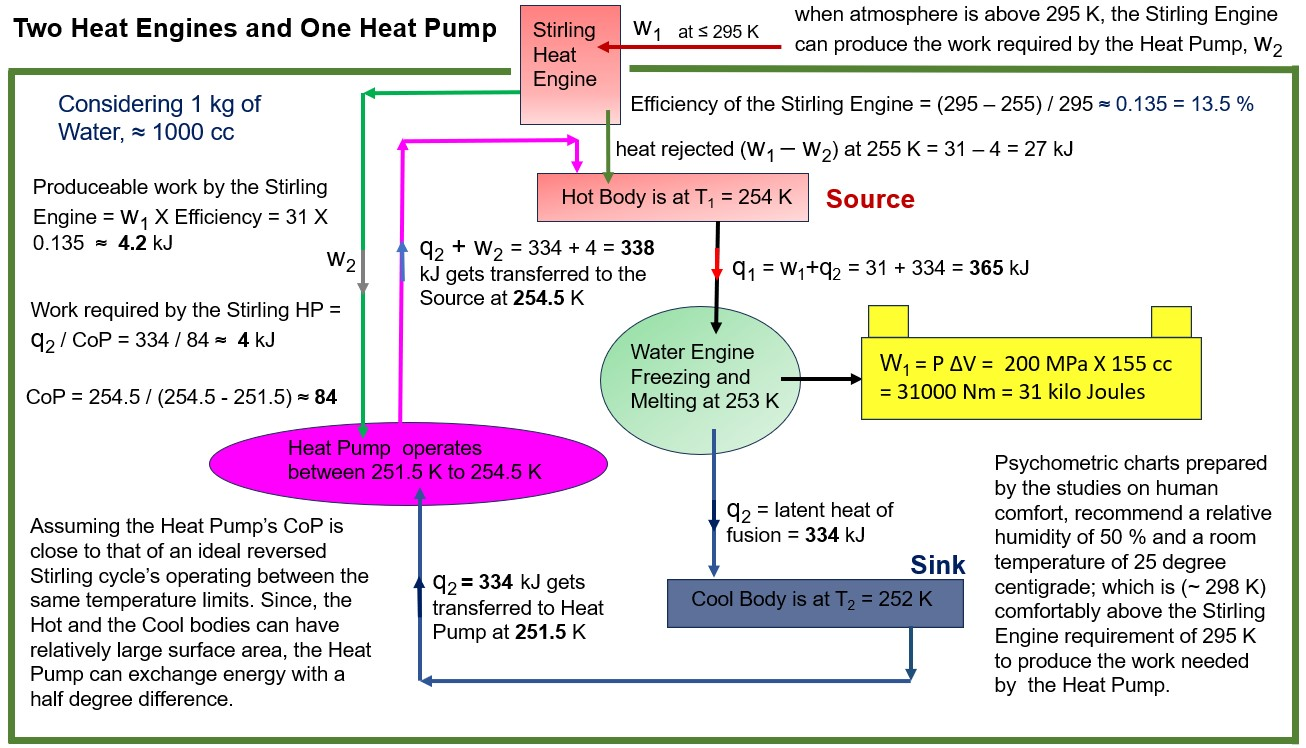 Two Heat Engines and One Heat Pump
Stirling
Heat
Engine
W₁ at ≤ 295 K
when atmosphere is above 295 K, the Stirling Engine
can produce the work required by the Heat Pump, W₂
Considering 1 kg of
Water, ≈ 1000 cc
Efficiency of the Stirling Engine = (295 – 255) / 295 ≈ 0.135 = 13.5 %
heat rejected (W₁ – W₂) at 255 K = 31 – 4 = 27 kJ
Produceable work by the Stirling
Engine = W₁ X Efficiency = 31 X
0.135 ≈ 4.2 kJ
Hot Body is at T₁ = 254 K
Source
W₂
q₂ + W₂ = 334 + 4 = 338
kJ gets transferred to the
Source at 254.5 K
q₁ = W₁+q₂ = 31 + 334 = 365 kJ
Work required by the Stirling HP =
q₂ / CoP = 334 / 84 ≈ 4 kJ
CoP = 254.5 / (254.5 - 251.5) ≈ 84
Water Engine
Freezing and
Melting at 253 K
W₁ = P ΔV = 200 MPa X 155 cc
= 31000 Nm = 31 kilo Joules
Heat Pump operates
between 251.5 K to 254.5 K
Assuming the Heat Pump's CoP is
close to that of an ideal reversed
Stirling cycle's operating between the
same temperature limits. Since, the
Hot and the Cool bodies can have
relatively large surface area, the Heat
Pump can exchange energy with a
half degree difference.
q₂ = 334 kJ gets
transferred to Heat
Pump at 251.5 K
q₂ = latent heat of
fusion = 334 kJ
Sink
Cool Body is at T₂ = 252 K
Psychometric charts prepared
by the studies on human
comfort, recommend a relative
humidity of 50 % and a room
temperature of 25 degree
centigrade; which is (~ 298 K)
comfortably above the Stirling
Engine requirement of 295 K
to produce the work needed
by the Heat Pump.